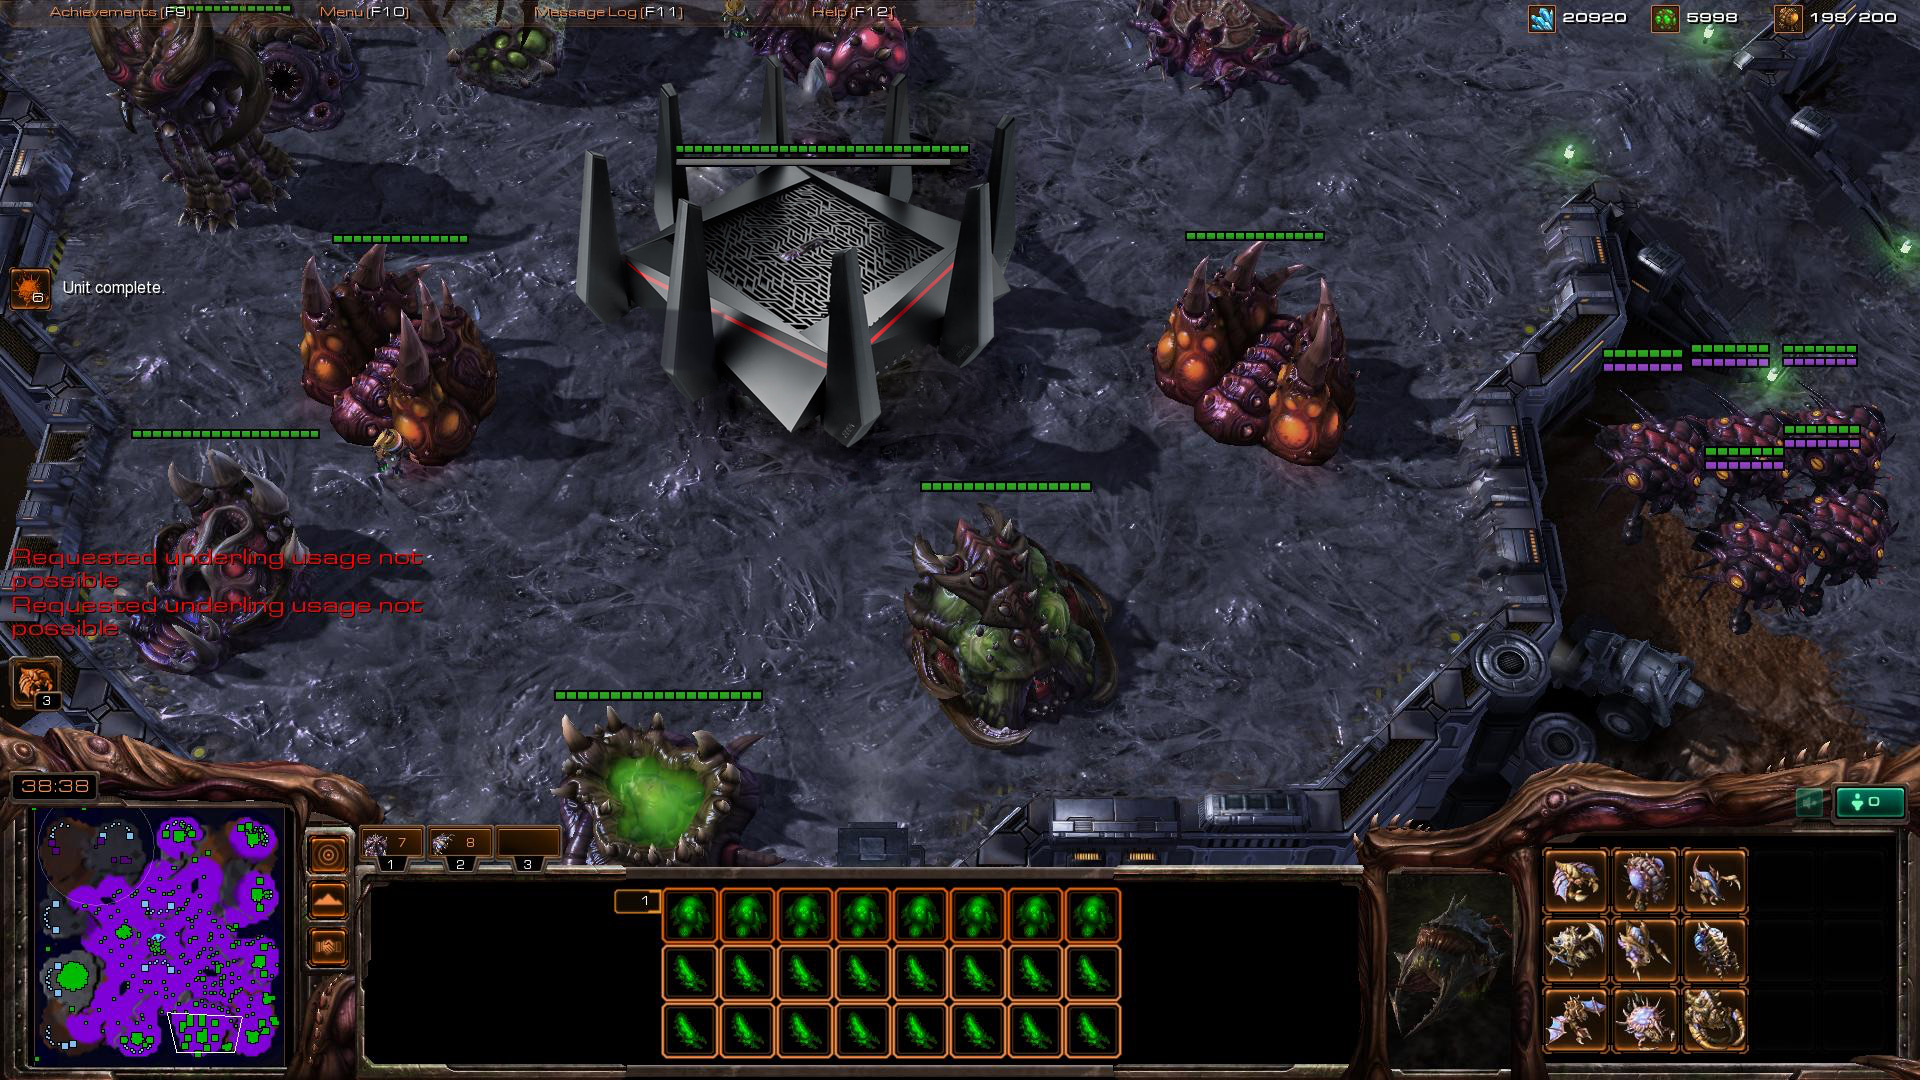 Achievements (F9)
Menu (F10)
Message Log (F11)
Help (F12)
20920
5998
198/200
6
Unit complete.
Requested underling usage not
possible
Requested underling usage not
possible
3
38:38
7
8
1
2
3
1
0